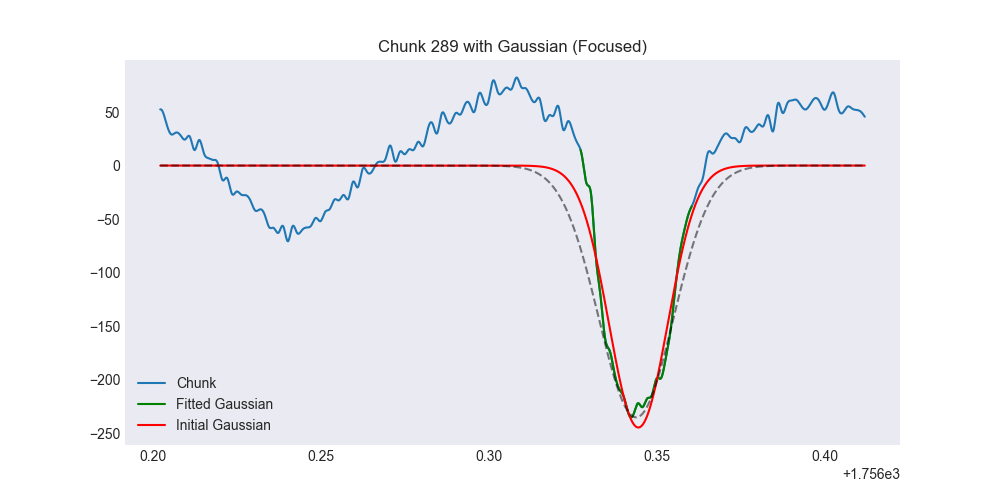 Chunk 289 with Gaussian (Focused)
50
0
−50
−100
−150
−200
−250
Chunk
Fitted Gaussian
Initial Gaussian
0.20 0.25 0.30 0.35 0.40
+1.756e3